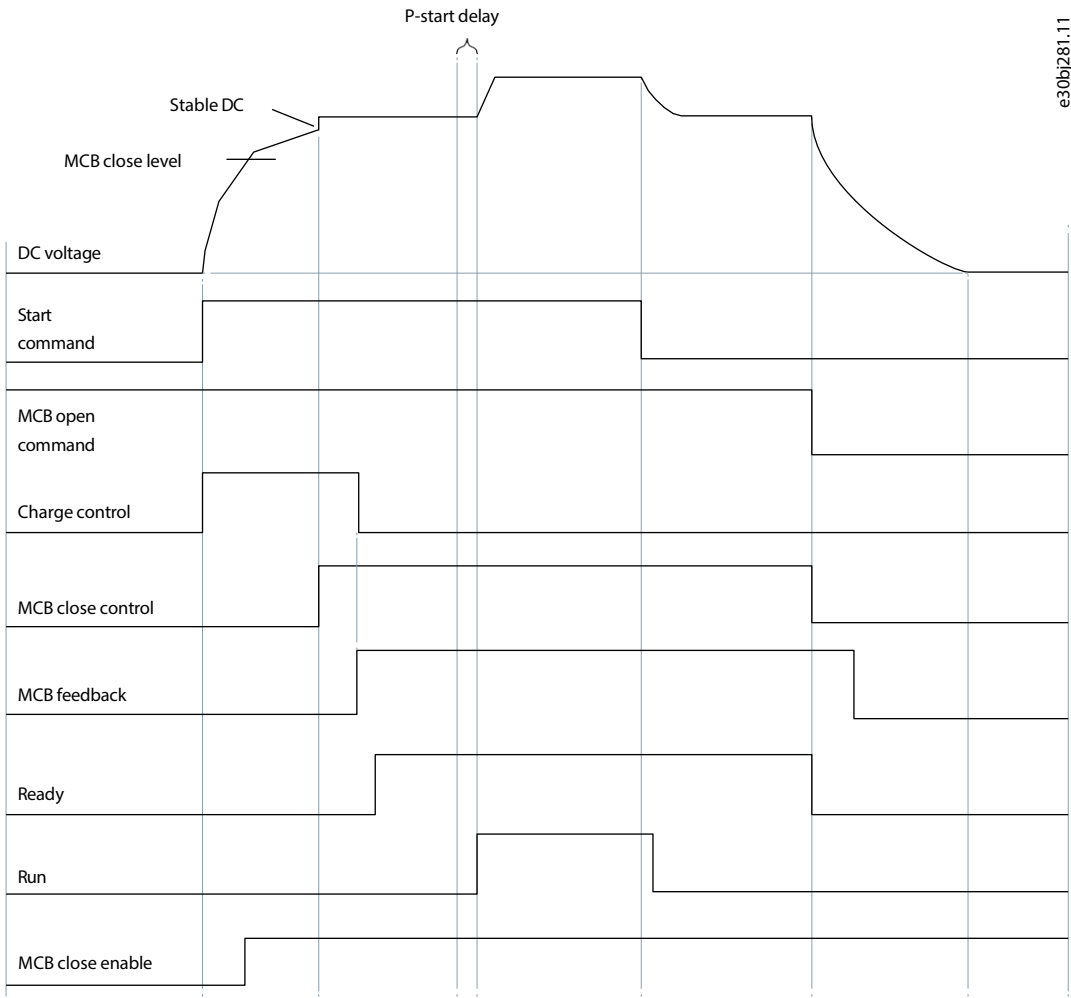 P-start delay
e30bj281.11
Stable DC
MCB close level
DC voltage
Start
command
MCB open
command
Charge control
MCB close control
MCB feedback
Ready
Run
MCB close enable